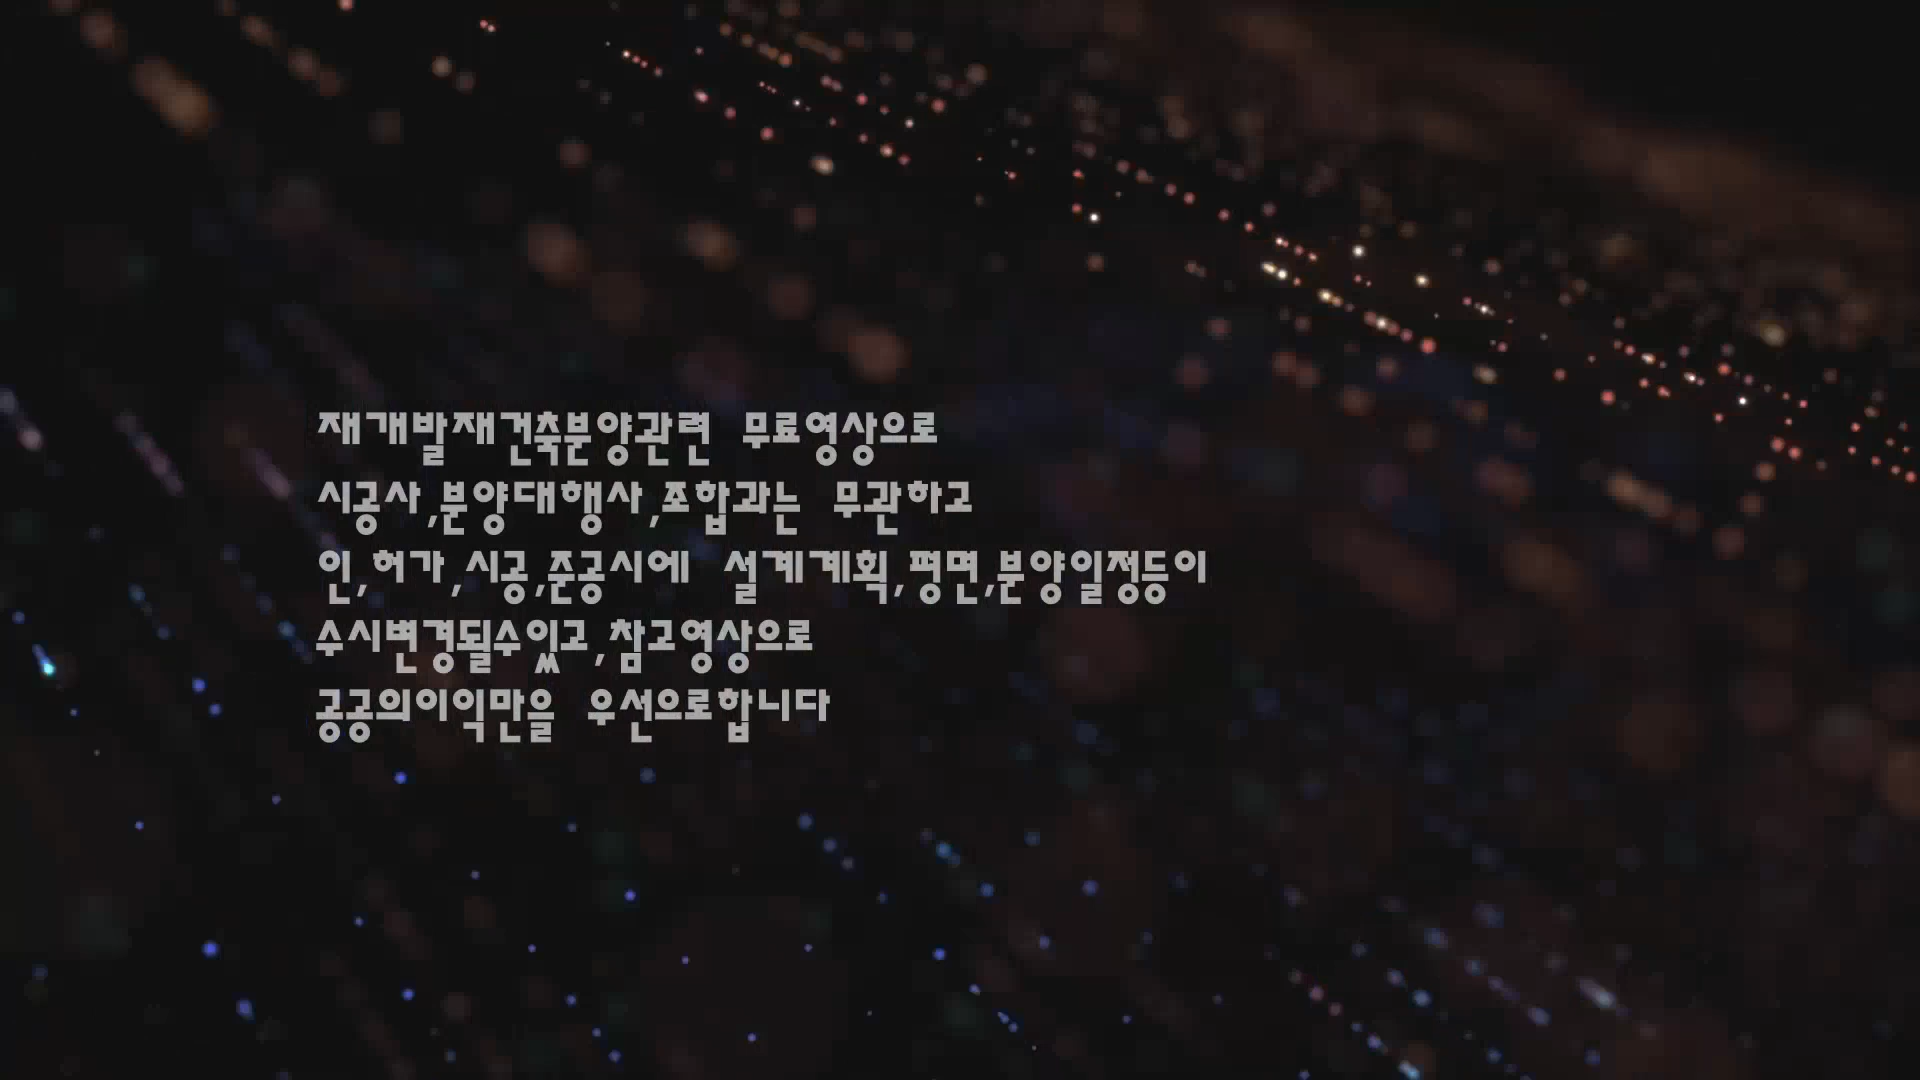 재개발재건축분양관련 무료영상으로
시공사,분양대행사,조합과는 무관하고
인,허가,시공,준공시에 설계계획,평면,분양일정등이
수시변경될수있고,참고영상으로
공공의이익만을 우선으로합니다